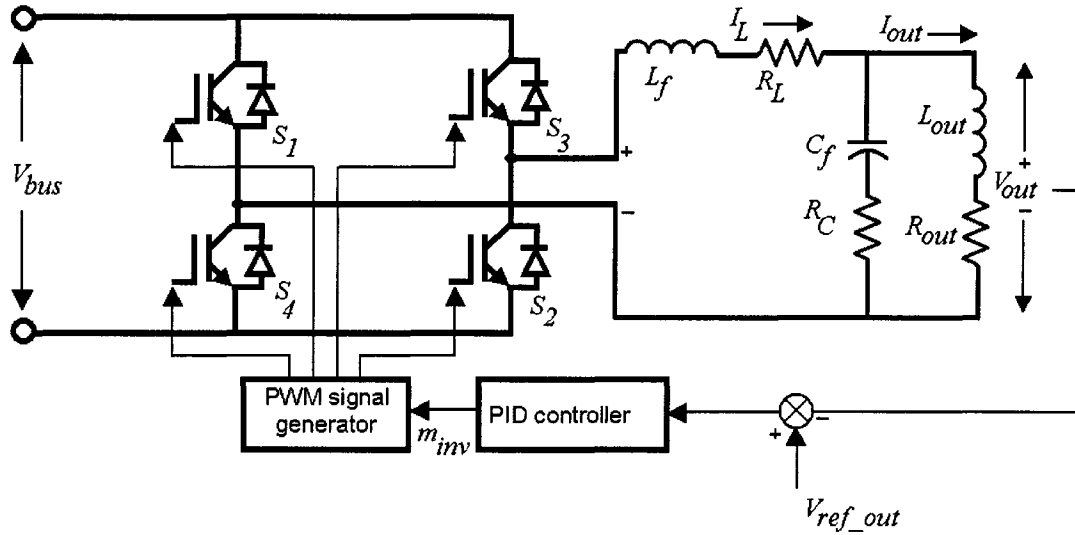 I_L
I_out
L_f
R_L
S_1
S_3
L_out
+
C_f
V_bus
+
V_out
−
−
R_C
R_out
S_4
S_2
PWM signal
generator
PID controller
m_inv
−
+
V_ref_out